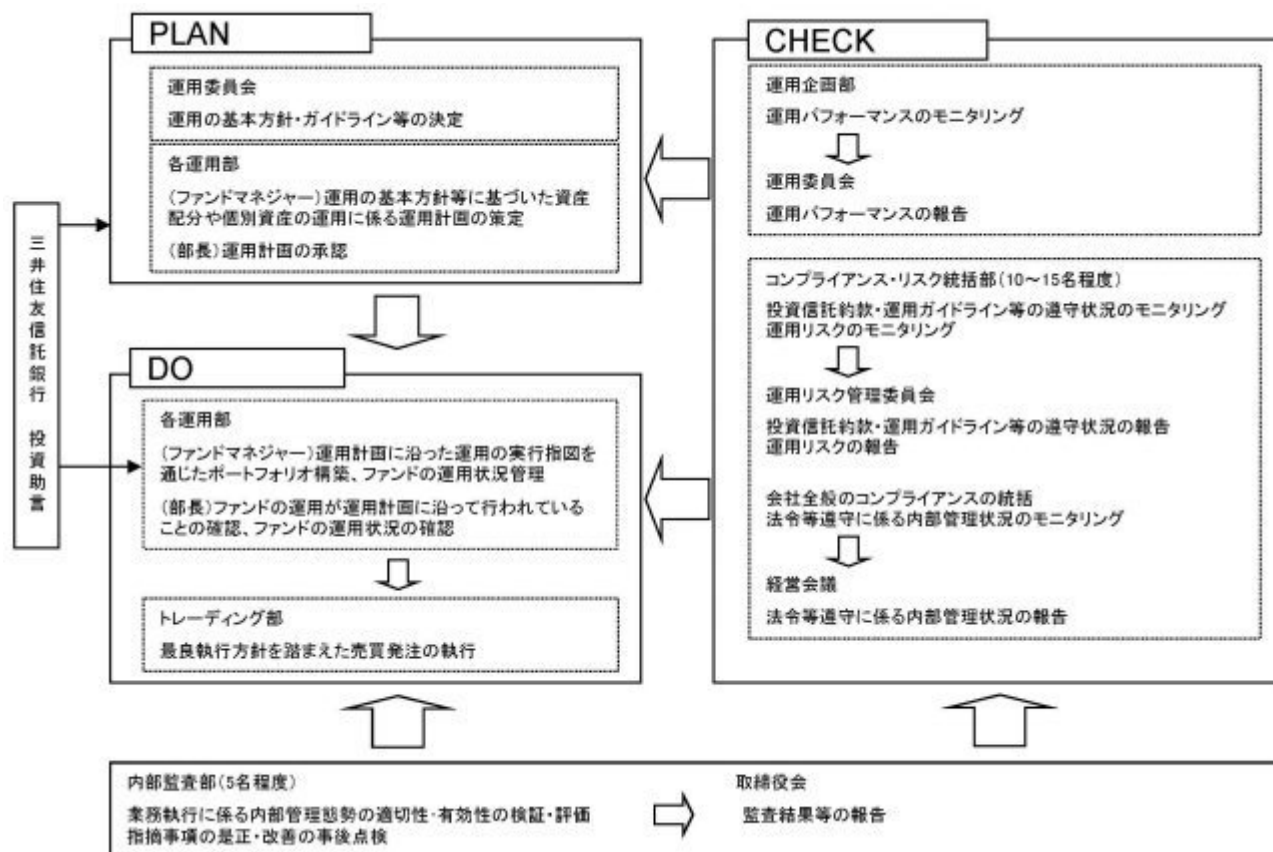 PLAN
運用委員会
運用の基本方針・ガイドライン等の決定
各運用部
(ファンドマネジャー)運用の基本方針等に基づいた資産
配分や個別資産の運用に係る運用計画の策定
(部長)運用計画の承認
三井住友信託銀行 投資助言
DO
各運用部
(ファンドマネジャー)運用計画に沿った運用の実行指図を
通じたポートフォリオ構築、ファンドの運用状況管理
(部長)ファンドの運用が運用計画に沿って行われている
ことの確認、ファンドの運用状況の確認
トレーディング部
最良執行方針を踏まえた売買発注の執行
CHECK
運用企画部
運用パフォーマンスのモニタリング
運用委員会
運用パフォーマンスの報告
コンプライアンス・リスク統括部(10～15名程度)
投資信託約款・運用ガイドライン等の遵守状況のモニタリング
運用リスクのモニタリング
運用リスク管理委員会
投資信託約款・運用ガイドライン等の遵守状況の報告
運用リスクの報告
会社全般のコンプライアンスの統括
法令等遵守に係る内部管理状況のモニタリング
経営会議
法令等遵守に係る内部管理状況の報告
内部監査部(5名程度)
業務執行に係る内部管理態勢の適切性・有効性の検証・評価
指摘事項の是正・改善の事後点検
取締役会
監査結果等の報告